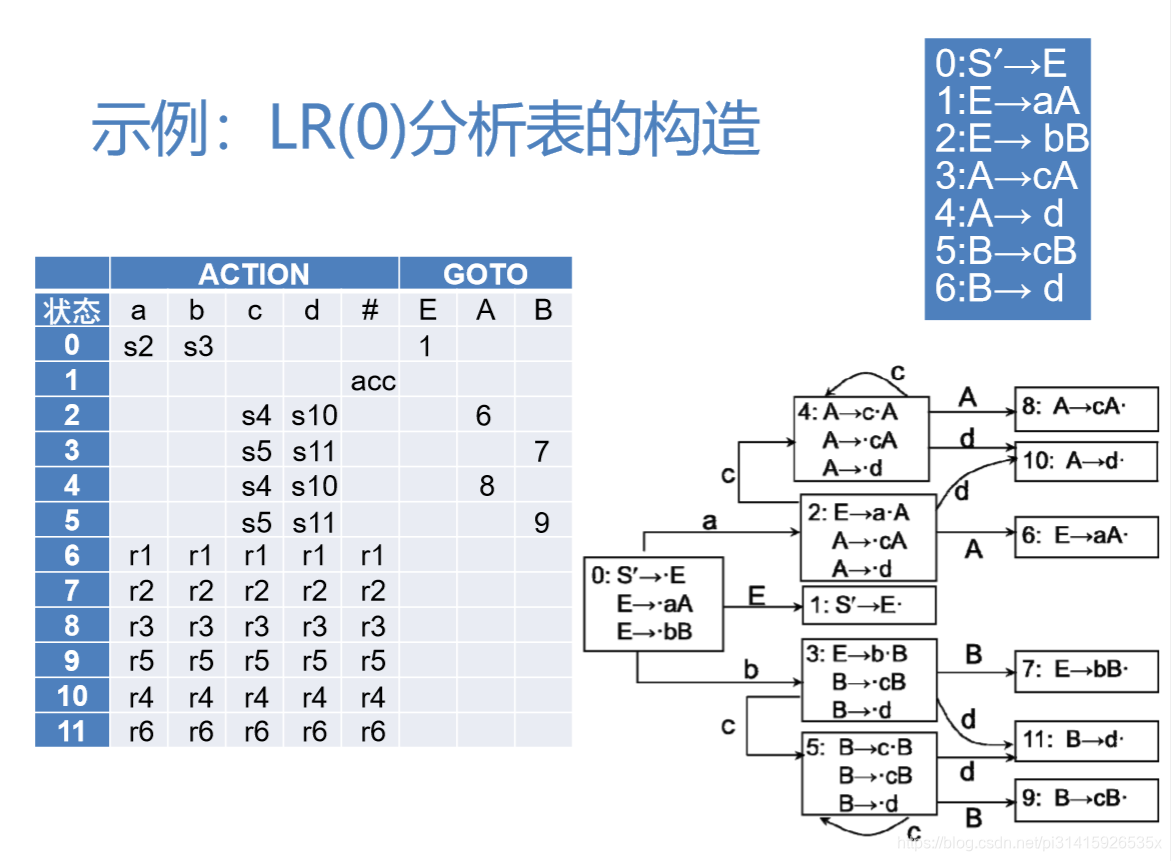 示例：LR(0)分析表的构造
0:S′→E
1:E→aA
2:E→ bB
3:A→cA
4:A→ d
5:B→cB
6:B→ d
ACTION GOTO
状态 a b c d # E A B
0 s2 s3 1
1 acc
2 s4 s10 6
3 s5 s11 7
4 s4 s10 8
5 s5 s11 9
6 r1 r1 r1 r1 r1
7 r2 r2 r2 r2 r2
8 r3 r3 r3 r3 r3
9 r5 r5 r5 r5 r5
10 r4 r4 r4 r4 r4
11 r6 r6 r6 r6 r6
0: S′→·E
E→·aA
E→·bB
a
E
b
c
4: A→c·A
A→·cA
A→·d
c
A
d
2: E→a·A
A→·cA
A→·d
d
A
1: S′→E·
3: E→b·B
B→·cB
B→·d
B
d
c
5: B→c·B
B→·cB
B→·d
d
B
c
8: A→cA·
10: A→d·
6: E→aA·
7: E→bB·
11: B→d·
9: B→cB·
https://blog.csdn.net/pi31415926535x